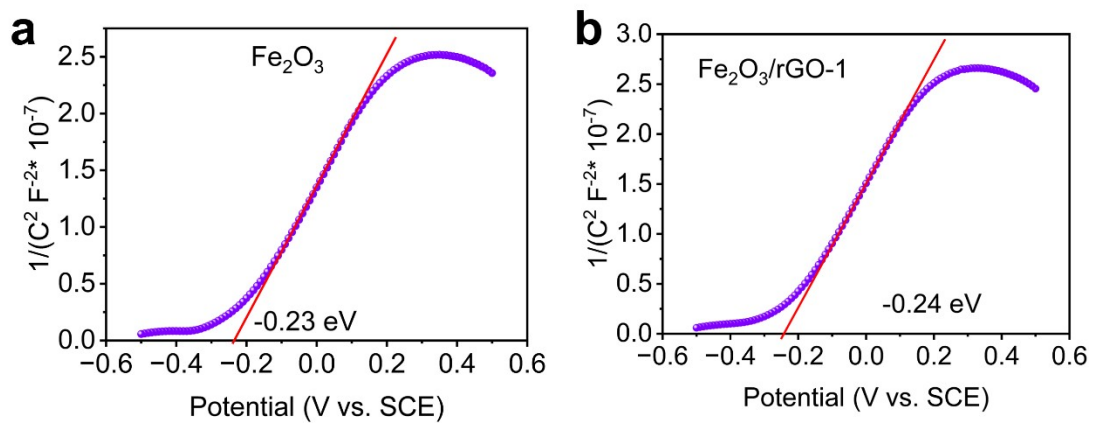 a
Fe₂O₃
-0.23 eV
1/(C² F⁻²* 10⁻⁷)
2.5
2.0
1.5
1.0
0.5
0.0
−0.6 −0.4 −0.2 0.0 0.2 0.4 0.6
Potential (V vs. SCE)
b
Fe₂O₃/rGO-1
-0.24 eV
1/(C² F⁻²* 10⁻⁷)
3.0
2.5
2.0
1.5
1.0
0.5
0.0
−0.6 −0.4 −0.2 0.0 0.2 0.4 0.6
Potential (V vs. SCE)